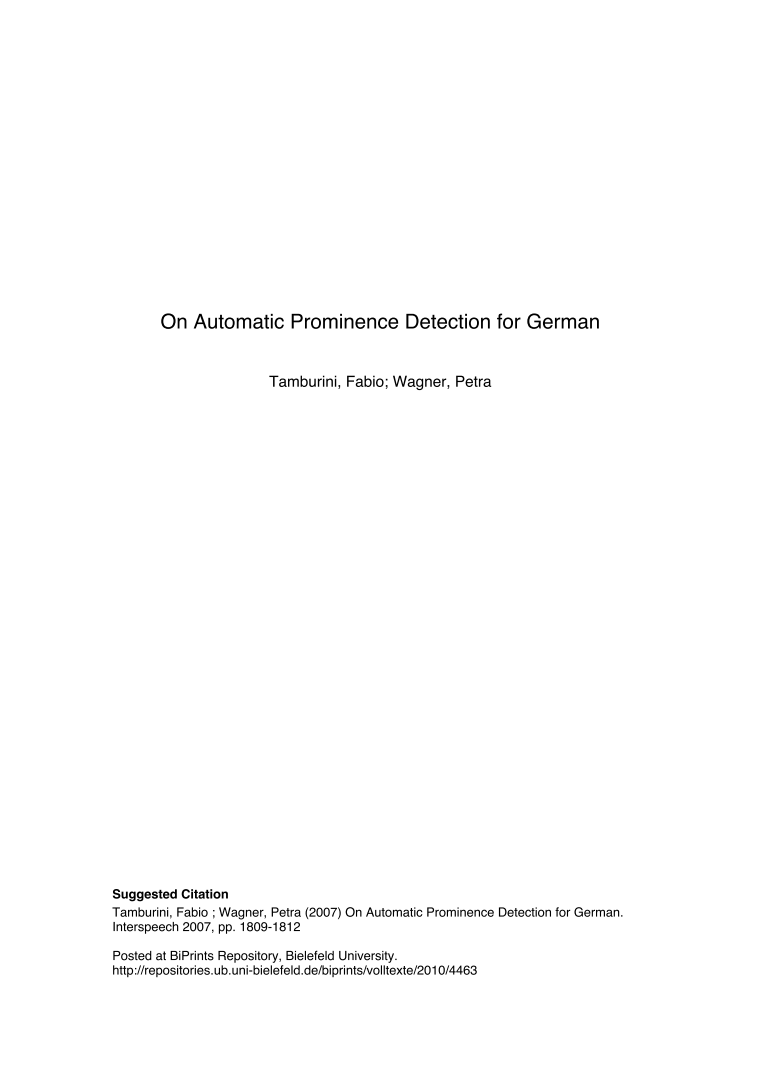 On Automatic Prominence Detection for German
Tamburini, Fabio; Wagner, Petra
Suggested Citation
Tamburini, Fabio ; Wagner, Petra (2007) On Automatic Prominence Detection for German.
Interspeech 2007, pp. 1809-1812
Posted at BiPrints Repository, Bielefeld University.
http://repositories.ub.uni-bielefeld.de/biprints/volltexte/2010/4463